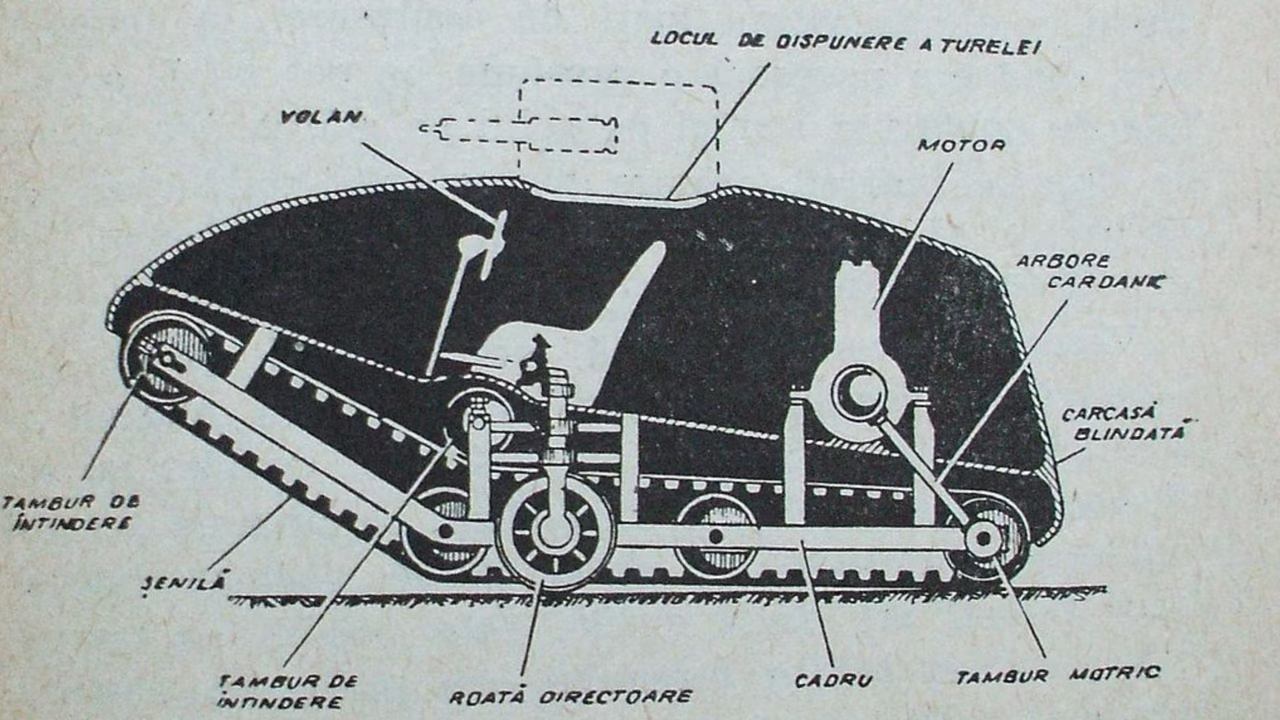 LOCUL DE DISPUNERE A TURELEI
VOLAN
MOTOR
ARBORE
CARDANIC
CARCASĂ
BLINDATĂ
TAMBUR DE
ÎNTINDERE
ŞENILĂ
TAMBUR DE
ÎNTINDERE
ROATĂ DIRECTOARE
CADRU
TAMBUR MOTRIC